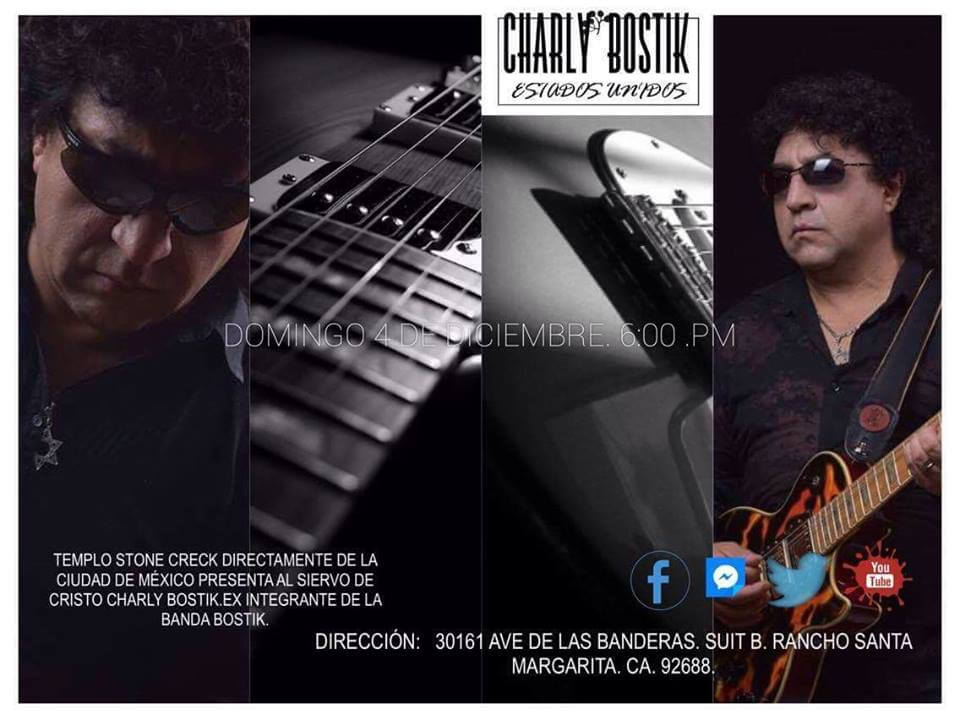 CHARLY BOSTIK
ESTADOS UNIDOS
DOMINGO 4 DE DICIEMBRE. 6:00 .PM
TEMPLO STONE CRECK DIRECTAMENTE DE LA
CIUDAD DE MÉXICO PRESENTA AL SIERVO DE
CRISTO CHARLY BOSTIK.EX INTEGRANTE DE LA
BANDA BOSTIK.
You
Tube
DIRECCIÓN: 30161 AVE DE LAS BANDERAS. SUIT B. RANCHO SANTA
MARGARITA. CA. 92688.